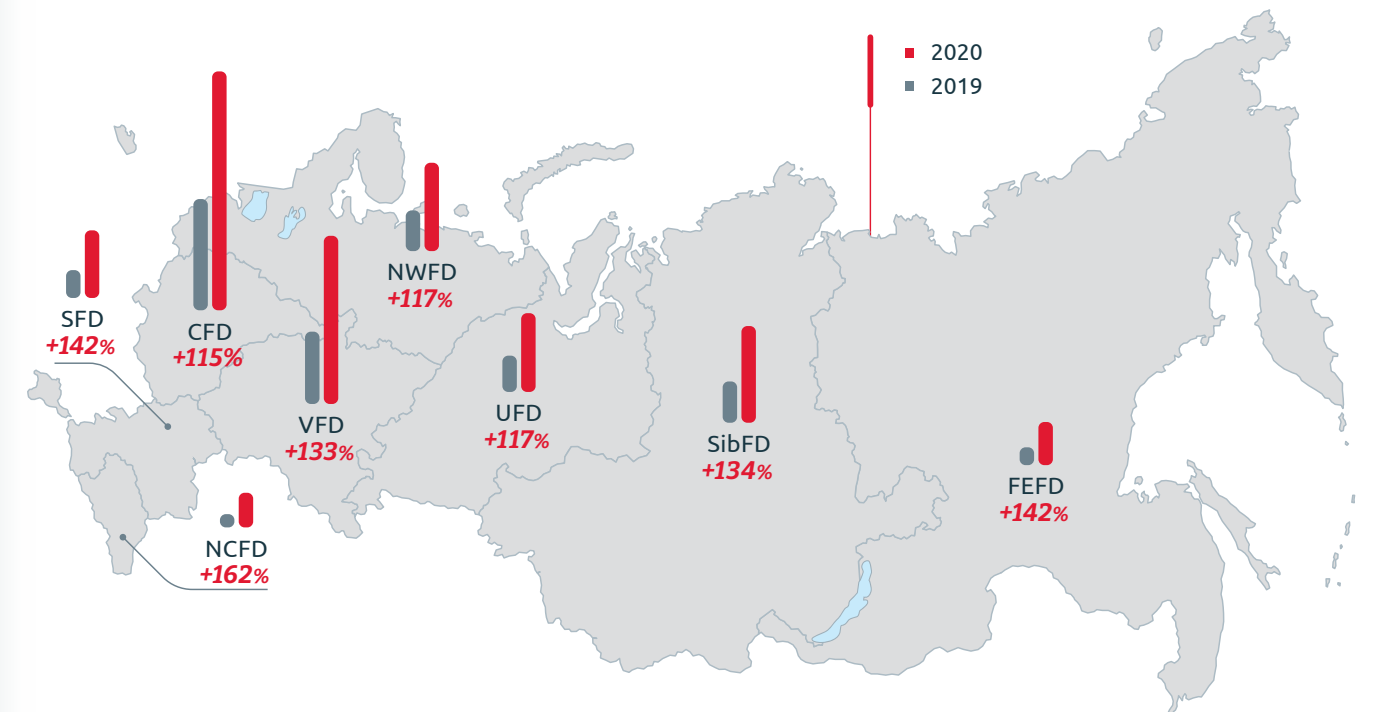 2020
2019
NWFD
+117%
SFD
+142%
CFD
+115%
VFD
+133%
UFD
+117%
SibFD
+134%
FEFD
+142%
NCFD
+162%